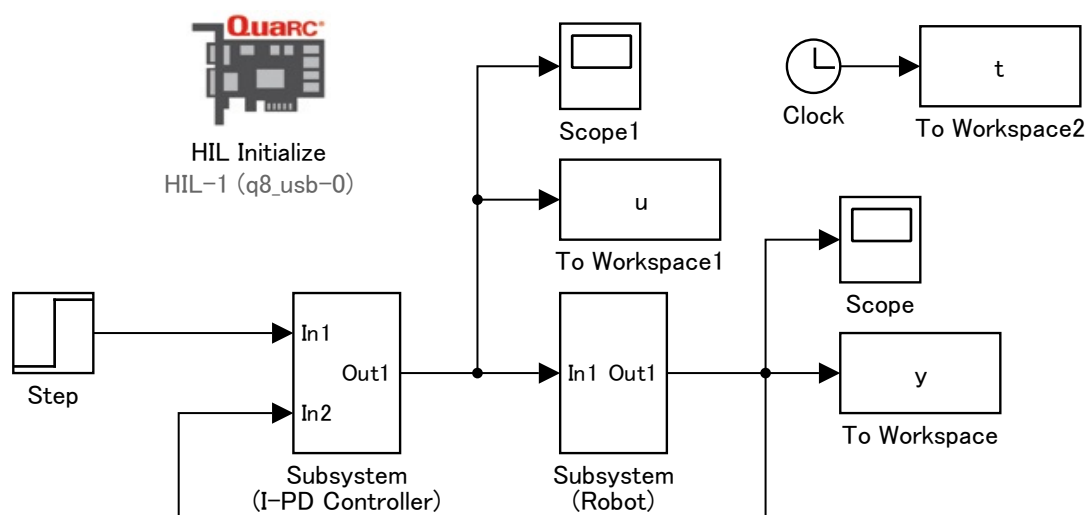 QUARC®
HIL Initialize
HIL-1 (q8_usb-0)
Scope1
u
To Workspace1
Clock
t
To Workspace2
Scope
y
To Workspace
Step
In1
In2
Out1
Subsystem
(I-PD Controller)
In1 Out1
Subsystem
(Robot)